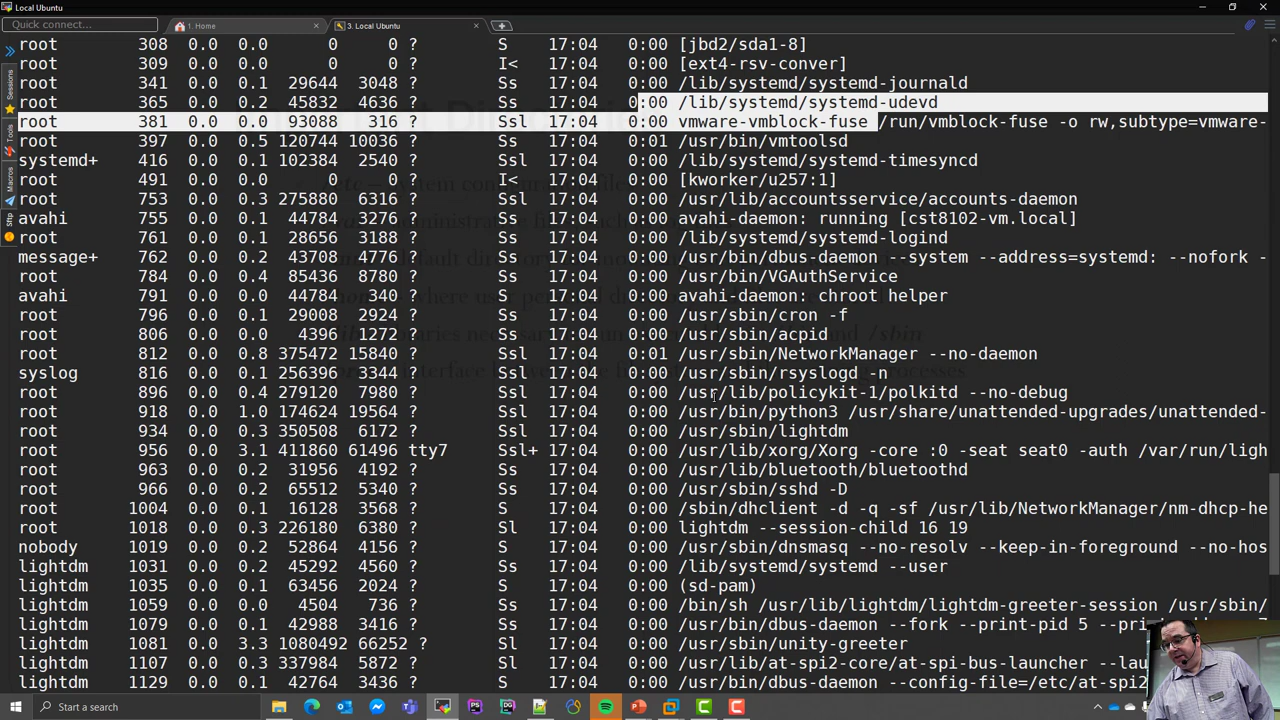 Local Ubuntu
Quick connect...
1. Home
3. Local Ubuntu
Sessions
Tools
Macros
Sftp
root 308 0.0 0.0 0 0 ? S 17:04 0:00 [jbd2/sda1-8]
root 309 0.0 0.0 0 0 ? I< 17:04 0:00 [ext4-rsv-conver]
root 341 0.0 0.1 29644 3048 ? Ss 17:04 0:00 /lib/systemd/systemd-journald
root 365 0.0 0.2 45832 4636 ? Ss 17:04 0:00 /lib/systemd/systemd-udevd
root 381 0.0 0.0 93088 316 ? Ssl 17:04 0:00 vmware-vmblock-fuse /run/vmblock-fuse -o rw,subtype=vmware-
root 397 0.0 0.5 120744 10036 ? Ss 17:04 0:01 /usr/bin/vmtoolsd
systemd+ 416 0.0 0.1 102384 2540 ? Ssl 17:04 0:00 /lib/systemd/systemd-timesyncd
root 491 0.0 0.0 0 0 ? I< 17:04 0:00 [kworker/u257:1]
root 753 0.0 0.3 275880 6316 ? Ssl 17:04 0:00 /usr/lib/accountsservice/accounts-daemon
avahi 755 0.0 0.1 44784 3276 ? Ss 17:04 0:00 avahi-daemon: running [cst8102-vm.local]
root 761 0.0 0.1 28656 3188 ? Ss 17:04 0:00 /lib/systemd/systemd-logind
message+ 762 0.0 0.2 43708 4776 ? Ss 17:04 0:00 /usr/bin/dbus-daemon --system --address=systemd: --nofork -
root 784 0.0 0.4 85436 8780 ? Ss 17:04 0:00 /usr/bin/VGAuthService
avahi 791 0.0 0.0 44784 340 ? S 17:04 0:00 avahi-daemon: chroot helper
root 796 0.0 0.1 29008 2924 ? Ss 17:04 0:00 /usr/sbin/cron -f
root 806 0.0 0.0 4396 1272 ? Ss 17:04 0:00 /usr/sbin/acpid
root 812 0.0 0.8 375472 15840 ? Ssl 17:04 0:01 /usr/sbin/NetworkManager --no-daemon
syslog 816 0.0 0.1 256396 3344 ? Ssl 17:04 0:00 /usr/sbin/rsyslogd -n
root 896 0.0 0.4 279120 7980 ? Ssl 17:04 0:00 /usr/lib/policykit-1/polkitd --no-debug
root 918 0.0 1.0 174624 19564 ? Ssl 17:04 0:00 /usr/bin/python3 /usr/share/unattended-upgrades/unattended-
root 934 0.0 0.3 350508 6172 ? Ssl 17:04 0:00 /usr/sbin/lightdm
root 956 0.0 3.1 411860 61496 tty7 Ssl+ 17:04 0:00 /usr/lib/xorg/Xorg -core :0 -seat seat0 -auth /var/run/ligh
root 963 0.0 0.2 31956 4192 ? Ss 17:04 0:00 /usr/lib/bluetooth/bluetoothd
root 966 0.0 0.2 65512 5340 ? Ss 17:04 0:00 /usr/sbin/sshd -D
root 1004 0.0 0.1 16128 3568 ? S 17:04 0:00 /sbin/dhclient -d -q -sf /usr/lib/NetworkManager/nm-dhcp-he
root 1018 0.0 0.3 226180 6380 ? Sl 17:04 0:00 lightdm --session-child 16 19
nobody 1019 0.0 0.2 52864 4156 ? S 17:04 0:00 /usr/sbin/dnsmasq --no-resolv --keep-in-foreground --no-hos
lightdm 1031 0.0 0.2 45292 4560 ? Ss 17:04 0:00 /lib/systemd/systemd --user
lightdm 1035 0.0 0.1 63456 2024 ? S 17:04 0:00 (sd-pam)
lightdm 1059 0.0 0.0 4504 736 ? Ss 17:04 0:00 /bin/sh /usr/lib/lightdm/lightdm-greeter-session /usr/sbin/
lightdm 1079 0.0 0.1 42988 3416 ? Ss 17:04 0:00 /usr/bin/dbus-daemon --fork --print-pid 5 --pr
lightdm 1081 0.0 3.3 1080492 66252 ? Sl 17:04 0:00 /usr/sbin/unity-greeter
lightdm 1107 0.0 0.3 337984 5872 ? Sl 17:04 0:00 /usr/lib/at-spi2-core/at-spi-bus-launcher --lau
lightdm 1129 0.0 0.1 42764 3436 ? S 17:04 0:00 /usr/bin/dbus-daemon --config-file=/etc/at-spi2
Start a search